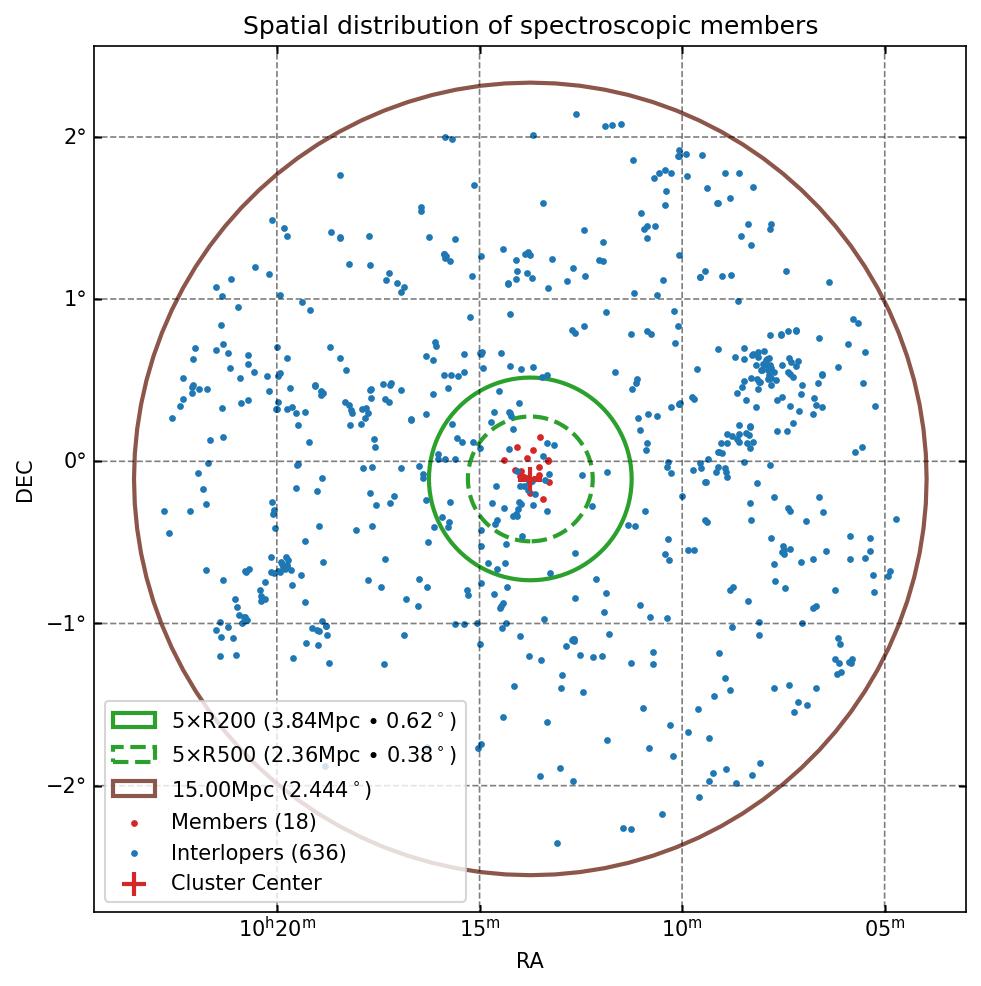 Spatial distribution of spectroscopic members
2°
1°
0°
−1°
−2°
DEC
5×R200 (3.84Mpc • 0.62°)
5×R500 (2.36Mpc • 0.38°)
15.00Mpc (2.444°)
Members (18)
Interlopers (636)
Cluster Center
10ʰ20ᵐ 15ᵐ 10ᵐ 05ᵐ
RA